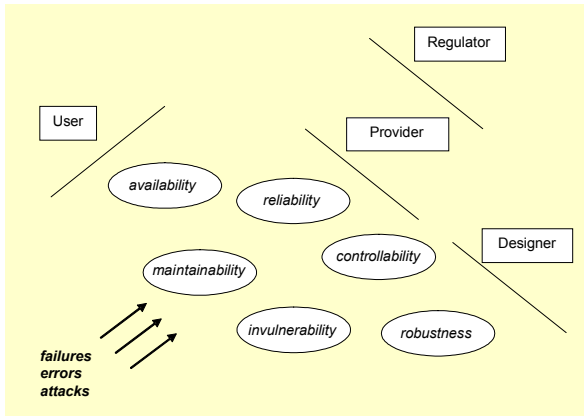 Regulator
User
Provider
availability
reliability
Designer
controllability
maintainability
invulnerability
robustness
failures
errors
attacks